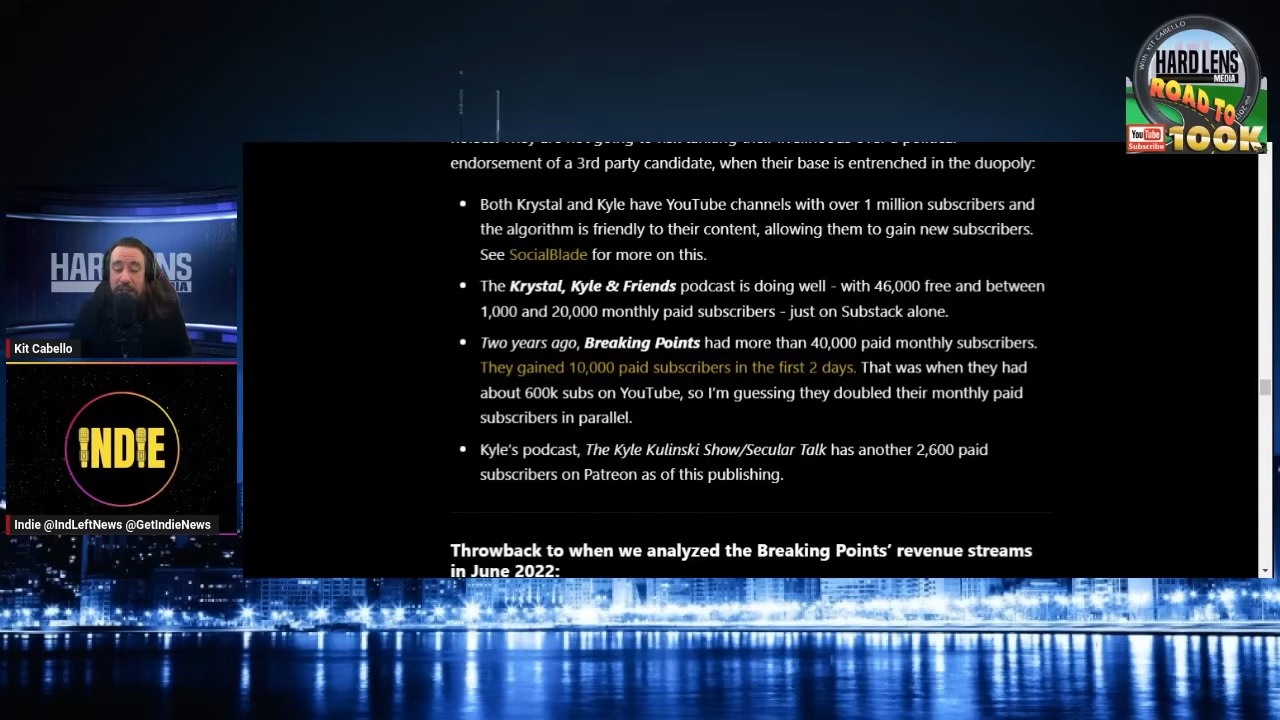 With KIT CABELLO
HARD LENS
MEDIA
ROAD TO
YouTube
Subscribe
100K
endorsement of a 3rd party candidate, when their base is entrenched in the duopoly:
• Both Krystal and Kyle have YouTube channels with over 1 million subscribers and
the algorithm is friendly to their content, allowing them to gain new subscribers.
See SocialBlade for more on this.
• The Krystal, Kyle & Friends podcast is doing well - with 46,000 free and between
1,000 and 20,000 monthly paid subscribers - just on Substack alone.
• Two years ago, Breaking Points had more than 40,000 paid monthly subscribers.
They gained 10,000 paid subscribers in the first 2 days. That was when they had
about 600k subs on YouTube, so I'm guessing they doubled their monthly paid
subscribers in parallel.
• Kyle's podcast, The Kyle Kulinski Show/Secular Talk has another 2,600 paid
subscribers on Patreon as of this publishing.
Throwback to when we analyzed the Breaking Points' revenue streams
in June 2022:
Kit Cabello
INDIE
Indie @IndLeftNews @GetIndieNews